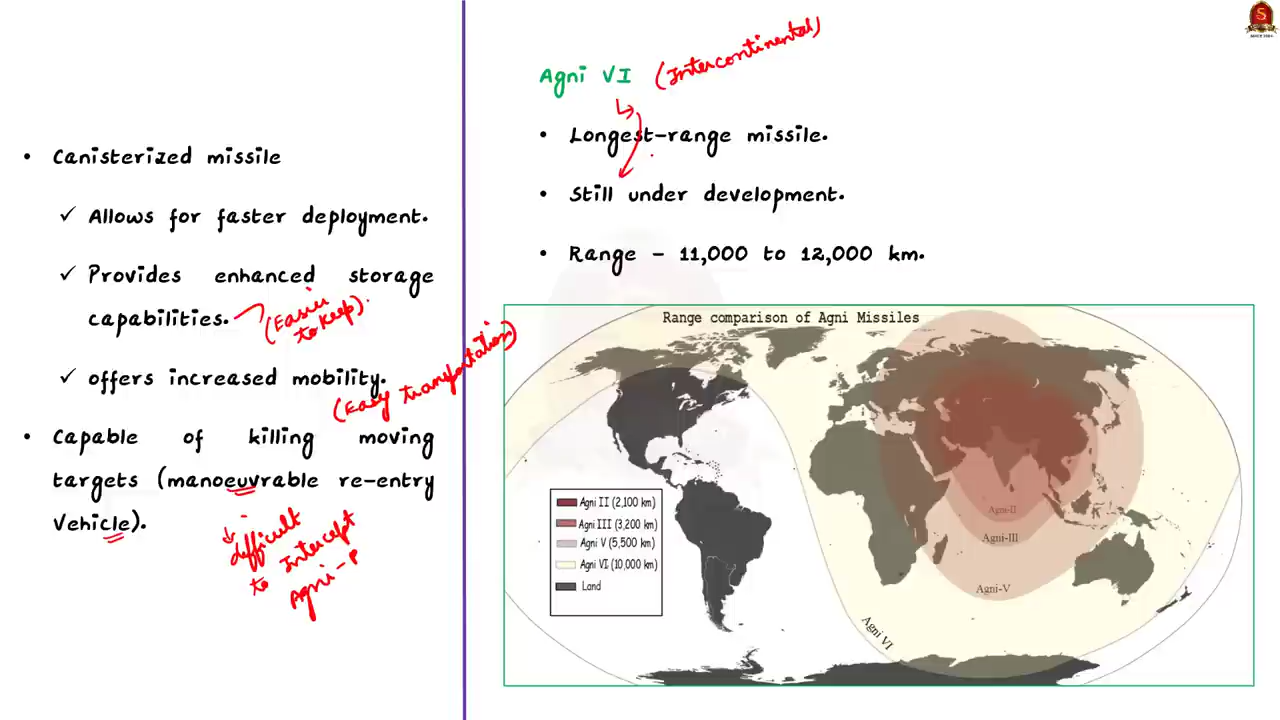 • Canisterized missile
✓ Allows for faster deployment.
✓ Provides enhanced storage
capabilities.
(Easier
to keep).
✓ offers increased mobility.
(Easy transportation)
• Capable of killing moving
targets (manoeuvrable re-entry
Vehicle).
difficult
to intercept
Agni-P
Agni VI (Intercontinental)
• Longest-range missile.
• Still under development.
• Range - 11,000 to 12,000 km.
Range comparison of Agni Missiles
Agni II (2,100 km)
Agni III (3,200 km)
Agni V (5,500 km)
Agni VI (10,000 km)
Land
Agni-II
Agni-III
Agni-V
Agni VI
S
SINCE 2004